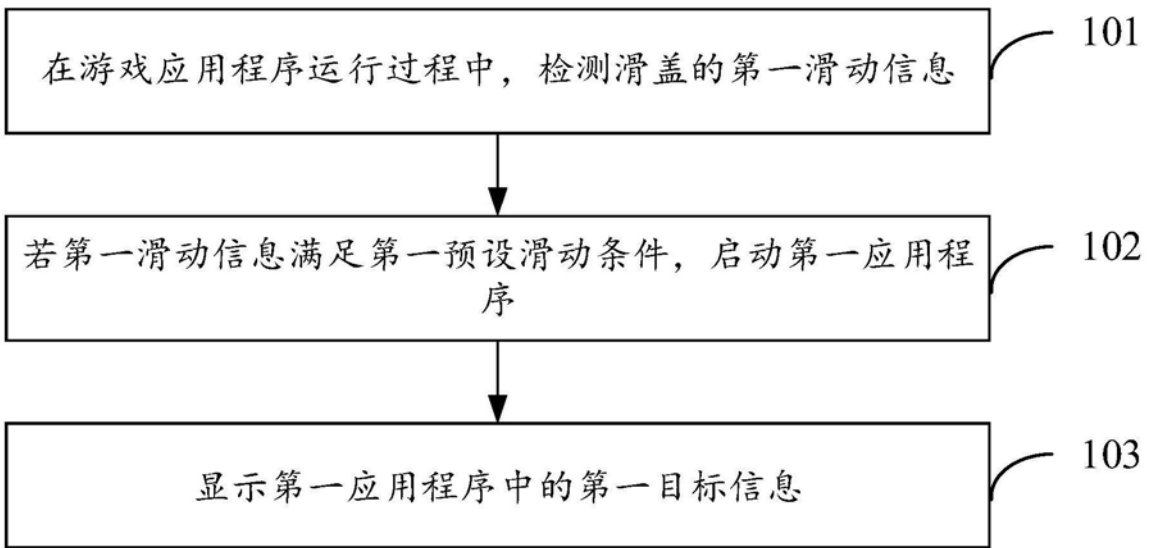 在游戏应用程序运行过程中，检测滑盖的第一滑动信息
101
若第一滑动信息满足第一预设滑动条件，启动第一应用程
序
102
显示第一应用程序中的第一目标信息
103